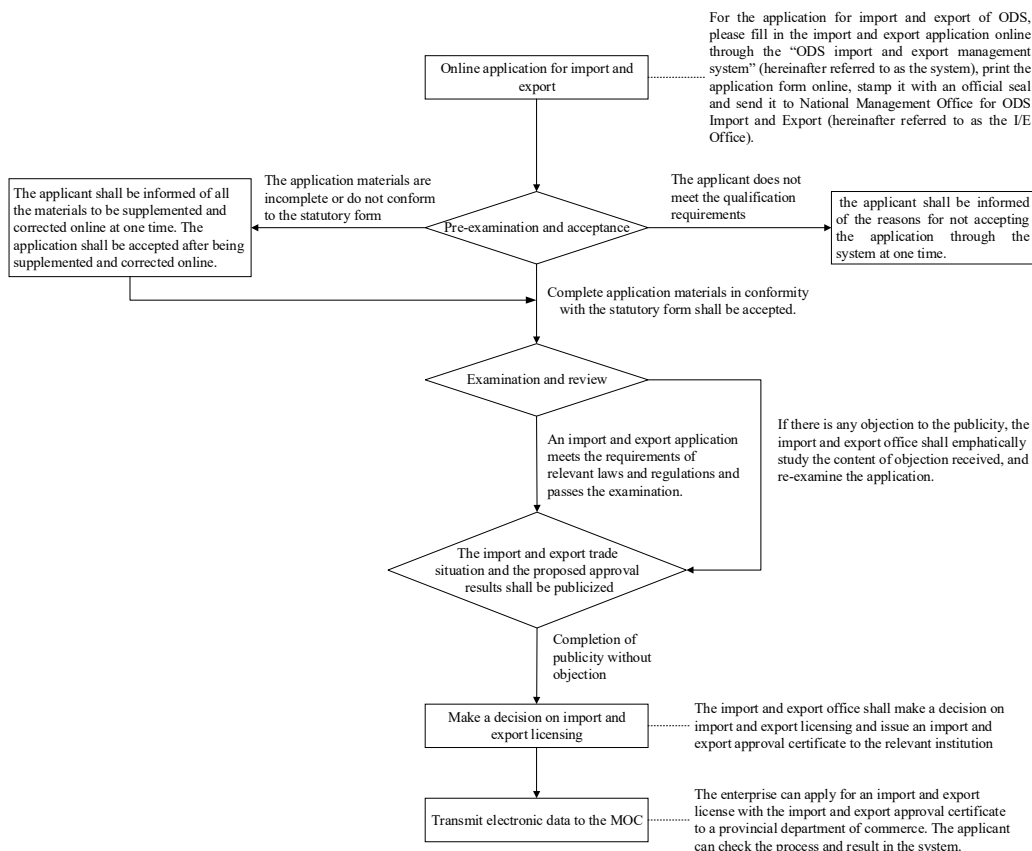 For the application for import and export of ODS,
please fill in the import and export application online
through the “ODS import and export management
system” (hereinafter referred to as the system), print the
application form online, stamp it with an official seal
and send it to National Management Office for ODS
Import and Export (hereinafter referred to as the I/E
Office).
Online application for import and
export
The application materials are
incomplete or do not conform
to the statutory form
The applicant does not
meet the qualification
requirements
The applicant shall be informed of all
the materials to be supplemented and
corrected online at one time. The
application shall be accepted after being
supplemented and corrected online.
Pre-examination and acceptance
the applicant shall be informed
of the reasons for not accepting
the application through the
system at one time.
Complete application materials in conformity
with the statutory form shall be accepted.
Examination and review
If there is any objection to the publicity, the
import and export office shall emphatically
study the content of objection received, and
re-examine the application.
An import and export application
meets the requirements of
relevant laws and regulations and
passes the examination.
The import and export trade
situation and the proposed approval
results shall be publicized
Completion of
publicity without
objection
Make a decision on import and
export licensing
The import and export office shall make a decision on
import and export licensing and issue an import and
export approval certificate to the relevant institution
Transmit electronic data to the MOC
The enterprise can apply for an import and export
license with the import and export approval certificate
to a provincial department of commerce. The applicant
can check the process and result in the system.